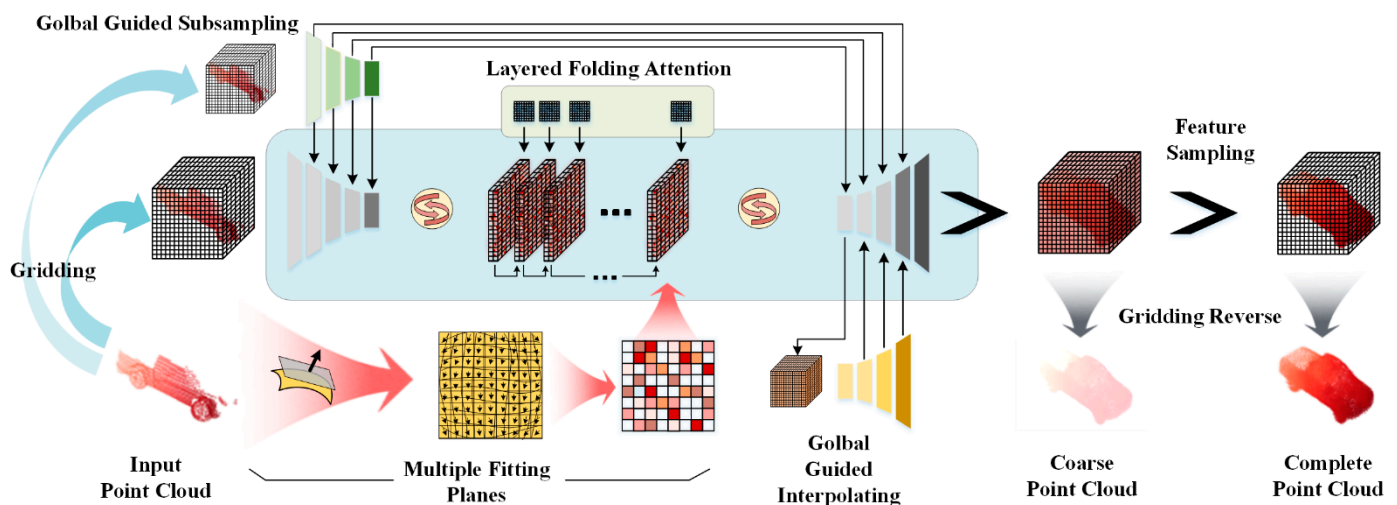 Golbal Guided Subsampling
Layered Folding Attention
Feature
Sampling
Gridding
Gridding Reverse
Input
Point Cloud
Multiple Fitting
Planes
Golbal
Guided
Interpolating
Coarse
Point Cloud
Complete
Point Cloud